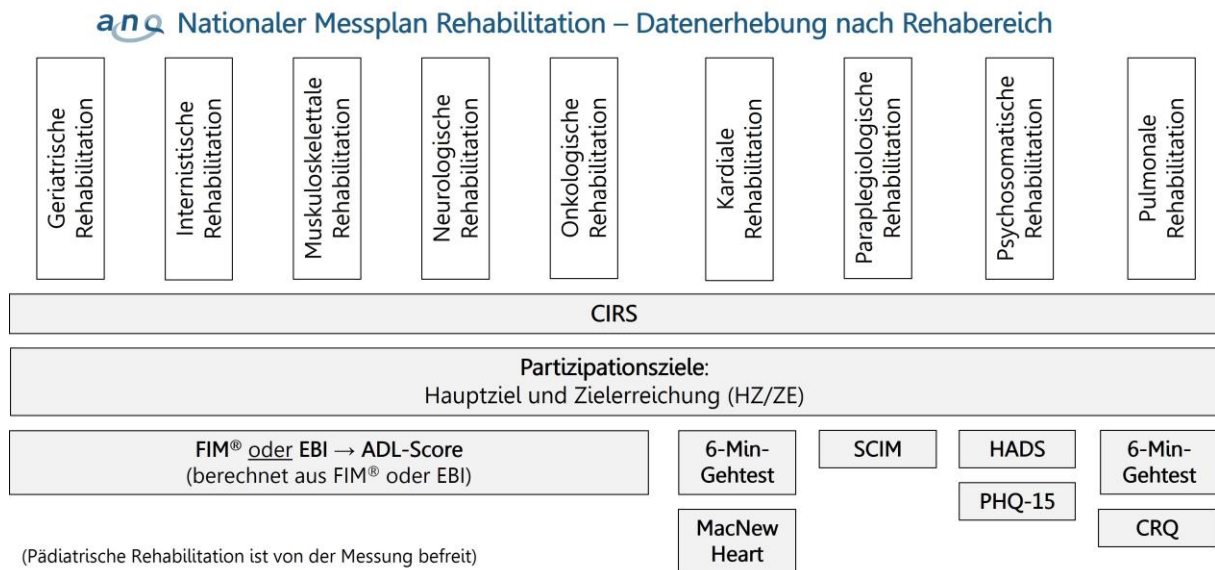 anq Nationaler Messplan Rehabilitation – Datenerhebung nach Rehabereich
Geriatrische
Rehabilitation
Internistische
Rehabilitation
Muskuloskelettale
Rehabilitation
Neurologische
Rehabilitation
Onkologische
Rehabilitation
Kardiale
Rehabilitation
Paraplegiologische
Rehabilitation
Psychosomatische
Rehabilitation
Pulmonale
Rehabilitation
CIRS
Partizipationsziele:
Hauptziel und Zielerreichung (HZ/ZE)
FIM® oder EBI → ADL-Score
(berechnet aus FIM® oder EBI)
6-Min-
Gehtest
MacNew
Heart
SCIM
HADS
PHQ-15
6-Min-
Gehtest
CRQ
(Pädiatrische Rehabilitation ist von der Messung befreit)